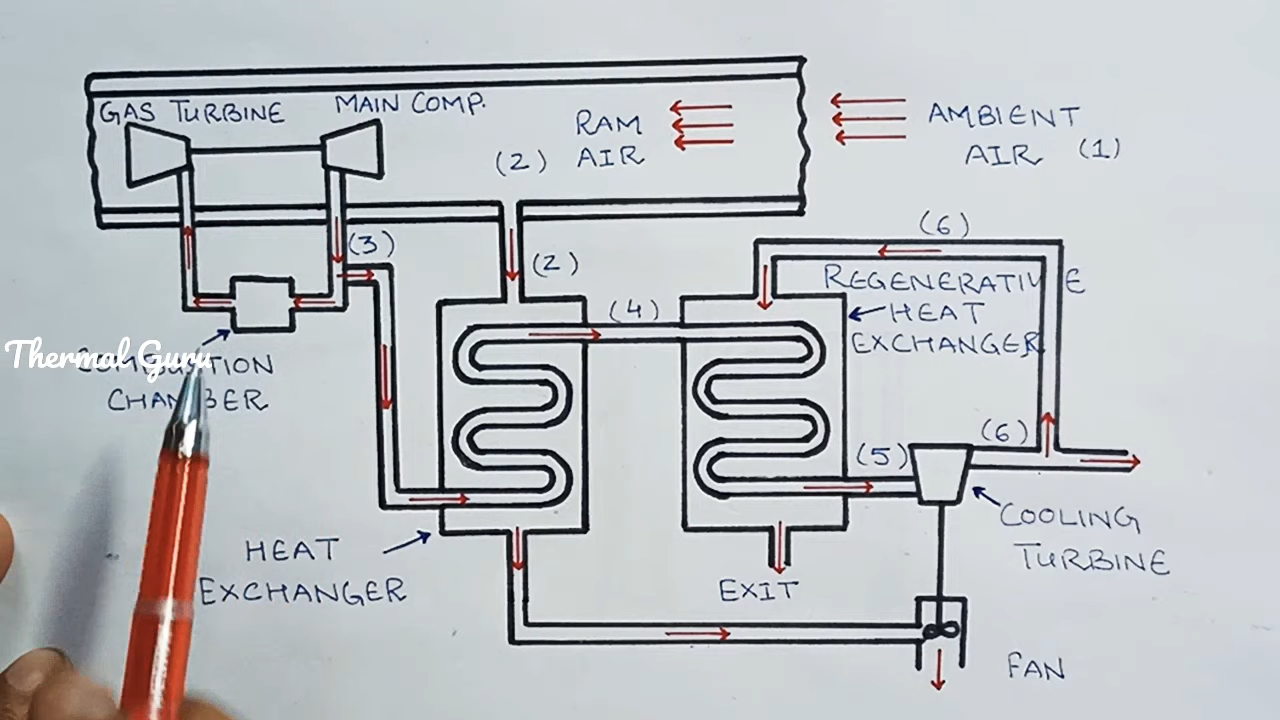 GAS TURBINE
MAIN COMP.
RAM
AIR
(2)
AMBIENT
AIR (1)
(3)
(2)
(4)
(6)
REGENERATIVE
HEAT
EXCHANGER
Thermal Guru
CHAMBER
(5)
(6)
COOLING
TURBINE
HEAT
EXCHANGER
EXIT
FAN